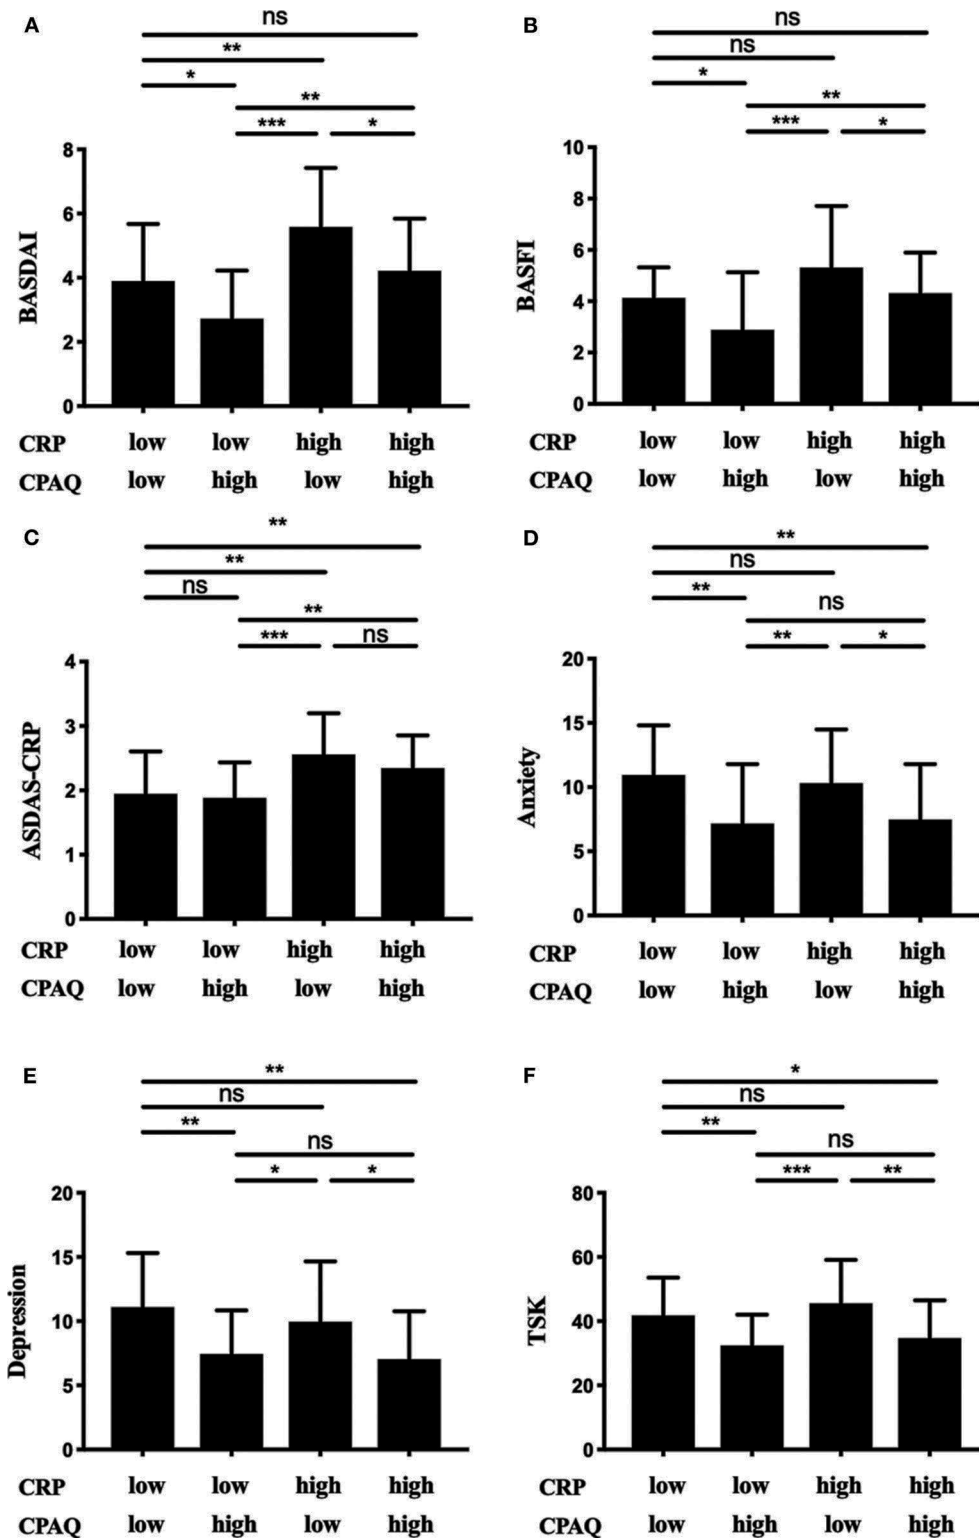 A
ns
**
*
**
*** *
BASDAI
8
6
4
2
0
CRP low low high high
CPAQ low high low high
B
ns
ns
*
**
*** *
BASFI
10
8
6
4
2
0
CRP low low high high
CPAQ low high low high
C
**
**
ns
**
*** ns
ASDAS-CRP
4
3
2
1
0
CRP low low high high
CPAQ low high low high
D
**
ns
**
ns
** *
Anxiety
20
15
10
5
0
CRP low low high high
CPAQ low high low high
E
**
ns
**
ns
* *
Depression
20
15
10
5
0
CRP low low high high
CPAQ low high low high
F
*
ns
**
ns
*** **
TSK
80
60
40
20
0
CRP low low high high
CPAQ low high low high